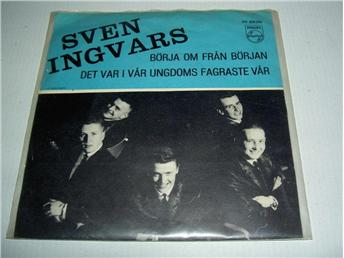 SVEN
INGVARS
BÖRJA OM FRÅN BÖRJAN
DET VAR I VÅR UNGDOMS FAGRASTE VÅR
PHILIPS